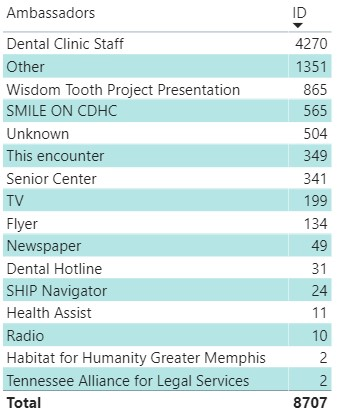 Ambassadors ID
Dental Clinic Staff 4270
Other 1351
Wisdom Tooth Project Presentation 865
SMILE ON CDHC 565
Unknown 504
This encounter 349
Senior Center 341
TV 199
Flyer 134
Newspaper 49
Dental Hotline 31
SHIP Navigator 24
Health Assist 11
Radio 10
Habitat for Humanity Greater Memphis 2
Tennessee Alliance for Legal Services 2
Total 8707